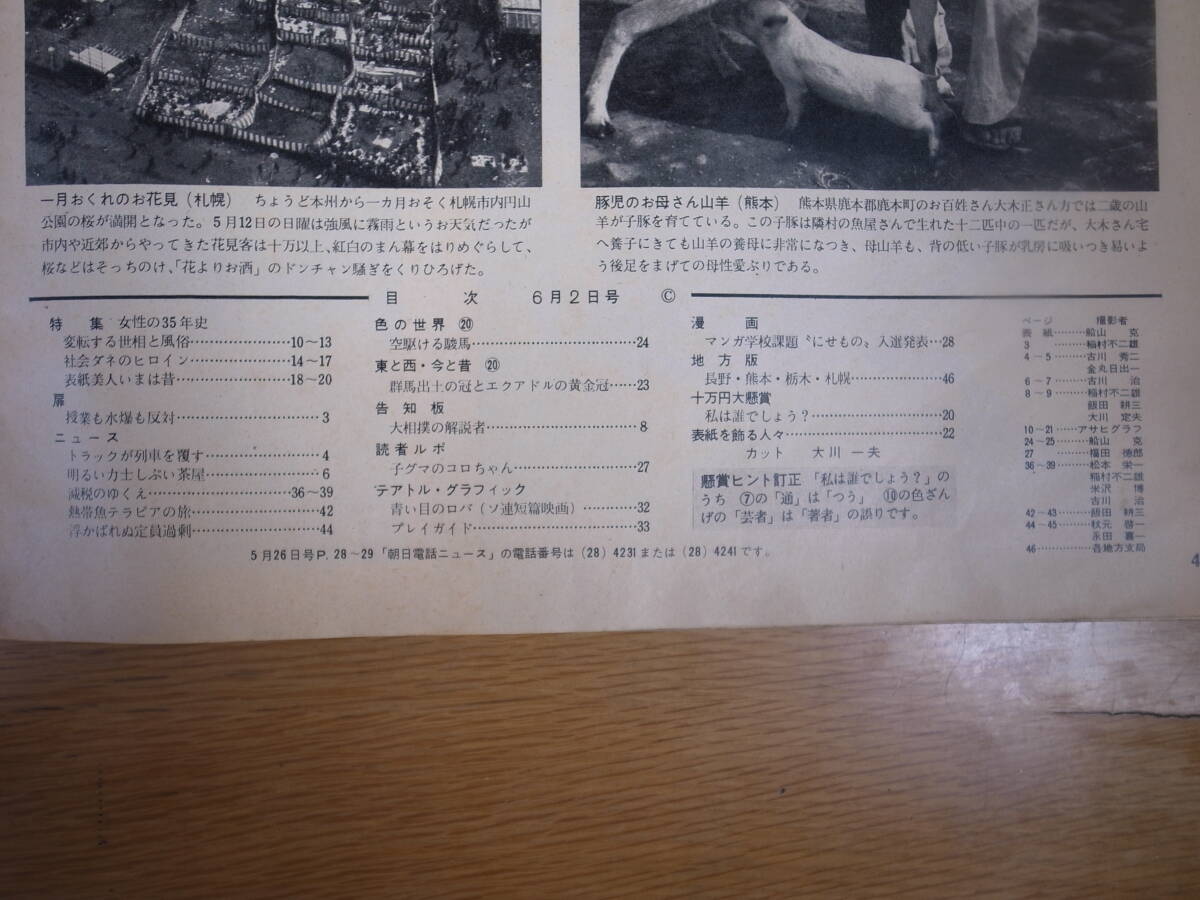 一月おくれのお花見（札幌）　ちょうど本州から一カ月おそく札幌市内円山
公園の桜が満開となった。5月12日の日曜は強風に霧雨というお天気だったが
市内や近郊からやってきた花見客は十万以上、紅白のまん幕をはりめぐらして、
桜などはそっちのけ、「花よりお酒」のドンチャン騒ぎをくりひろげた。
豚児のお母さん山羊（熊本）　熊本県鹿本郡鹿本町のお百姓さん大木正さん方では二歳の山
羊が子豚を育てている。この子豚は隣村の魚屋さんで生れた十二匹中の一匹だが、大木さん宅
へ養子にきても山羊の養母に非常になつき、母山羊も、背の低い子豚が乳房に吸いつき易いよ
う後足をまげての母性愛ぶりである。
目　次　6月2日号　©
特　集　女性の35年史
変転する世相と風俗……………10～13
社会ダネのヒロイン……………14～17
表紙美人いまは昔………………18～20
扉
授業も水爆も反対………………3
ニュース
トラックが列車を覆す…………4
明るい力士しぶい茶屋…………6
減税のゆくえ……………………36～39
熱帯魚テラピアの旅……………42
浮かばれぬ定員過剰……………44
色の世界 ⑳
空駆ける駿馬……………………24
東と西・今と昔 ⑳
群馬出土の冠とエクアドルの黄金冠……23
告知板
大相撲の解説者…………………8
読者ルポ
子グマのコロちゃん……………27
テアトル・グラフィック
青い目のロバ（ソ連短篇映画）………32
プレイガイド……………………33
漫　画
マンガ学校課題〝にせもの〟入選発表…28
地方版
長野・熊本・栃木・札幌………46
十万円大懸賞
私は誰でしょう？………………20
表紙を飾る人々…………………22
カット　大川一夫
懸賞ヒント訂正　「私は誰でしょう？」の
うち ⑦の「通」は「つう」 ⑩の色ざん
げの「芸者」は「著者」の誤りです。
ページ　撮影者
表紙………船山　克
3　………稲村不二雄
4～5………古川秀二
金丸日出一
6～7………古川　治
8～9………稲村不二雄
飯田耕三
大川定夫
10～21……アサヒグラフ
24～25……船山　克
27　………福田徳郎
36～39……松本栄一
稲村不二雄
米沢　博
古川　治
42～43……飯田耕三
44～45……秋元啓一
永田喜一
46…………各地方支局
5月26日号P. 28～29「朝日電話ニュース」の電話番号は（28）4231または（28）4241です。
4